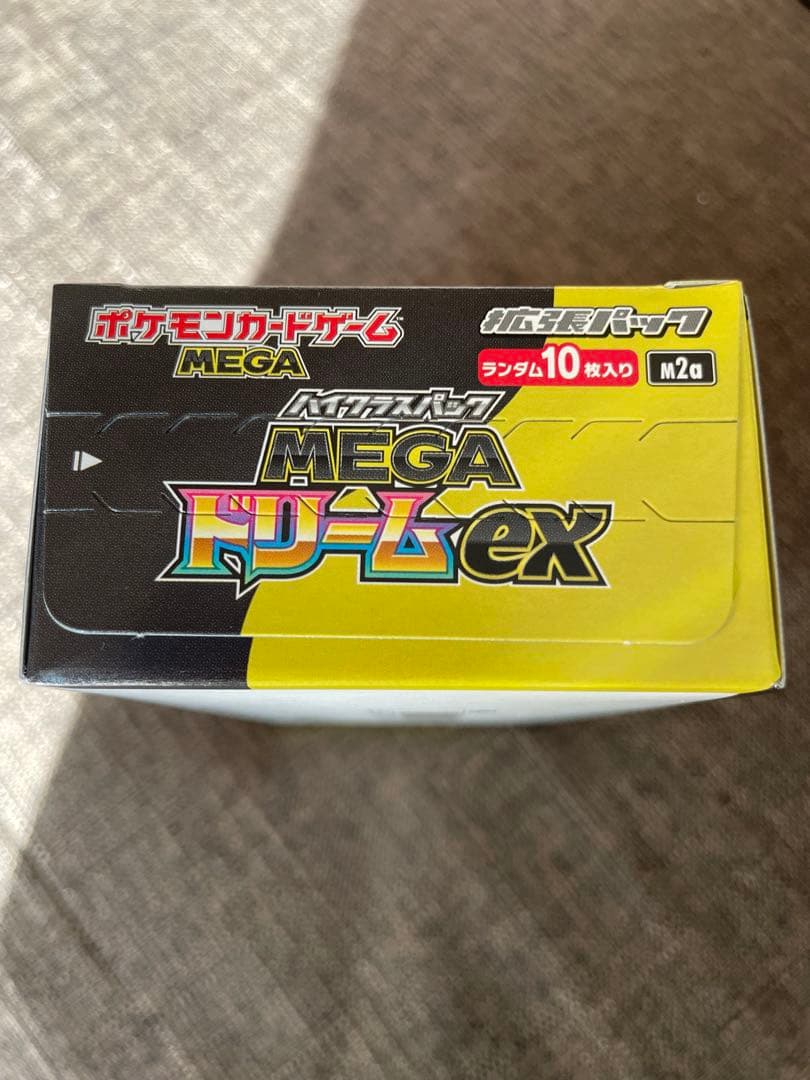 ポケモンカードゲーム™
MEGA
拡張パック
ランダム10枚入り
M2a
ハイクラスパック
MEGA
ドリームex